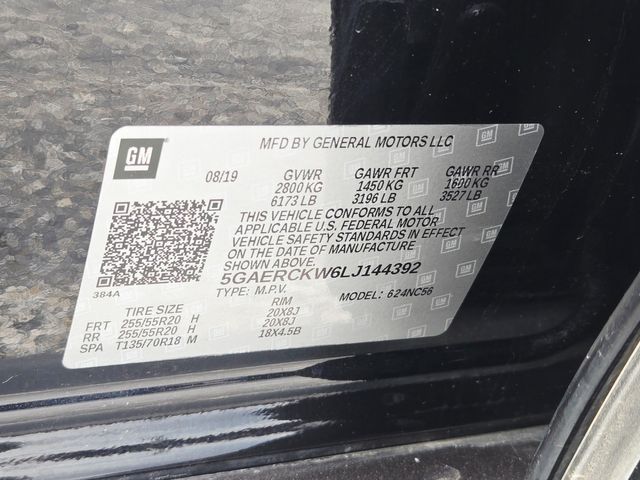 GM
MFD BY GENERAL MOTORS LLC
08/19 GVWR GAWR FRT GAWR RR
2800 KG 1450 KG 1600 KG
6173 LB 3196 LB 3527 LB
THIS VEHICLE CONFORMS TO ALL
APPLICABLE U.S. FEDERAL MOTOR
VEHICLE SAFETY STANDARDS IN EFFECT
ON THE DATE OF MANUFACTURE
SHOWN ABOVE.
5GAERCKW6LJ144392
384A
TYPE: M.P.V. MODEL: 624NC56
TIRE SIZE RIM
FRT 255/55R20 H 20X8J
RR 255/55R20 H 20X8J
SPA T135/70R18 M 18X4.5B